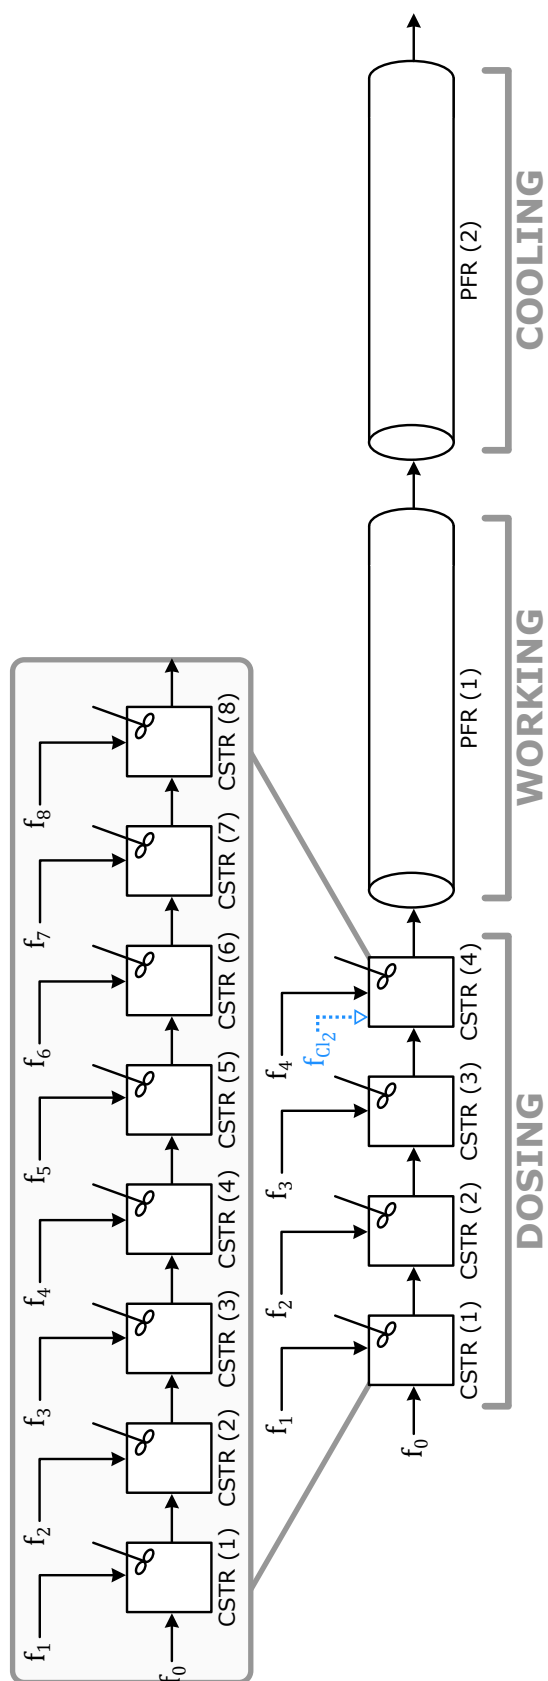 f₀
f₁
f₂
f₃
f₄
f₅
f₆
f₇
f₈
CSTR (1)
CSTR (2)
CSTR (3)
CSTR (4)
CSTR (5)
CSTR (6)
CSTR (7)
CSTR (8)
f₀
f₁
f₂
f₃
f₄
f_Cl₂
CSTR (1)
CSTR (2)
CSTR (3)
CSTR (4)
PFR (1)
PFR (2)
DOSING
WORKING
COOLING